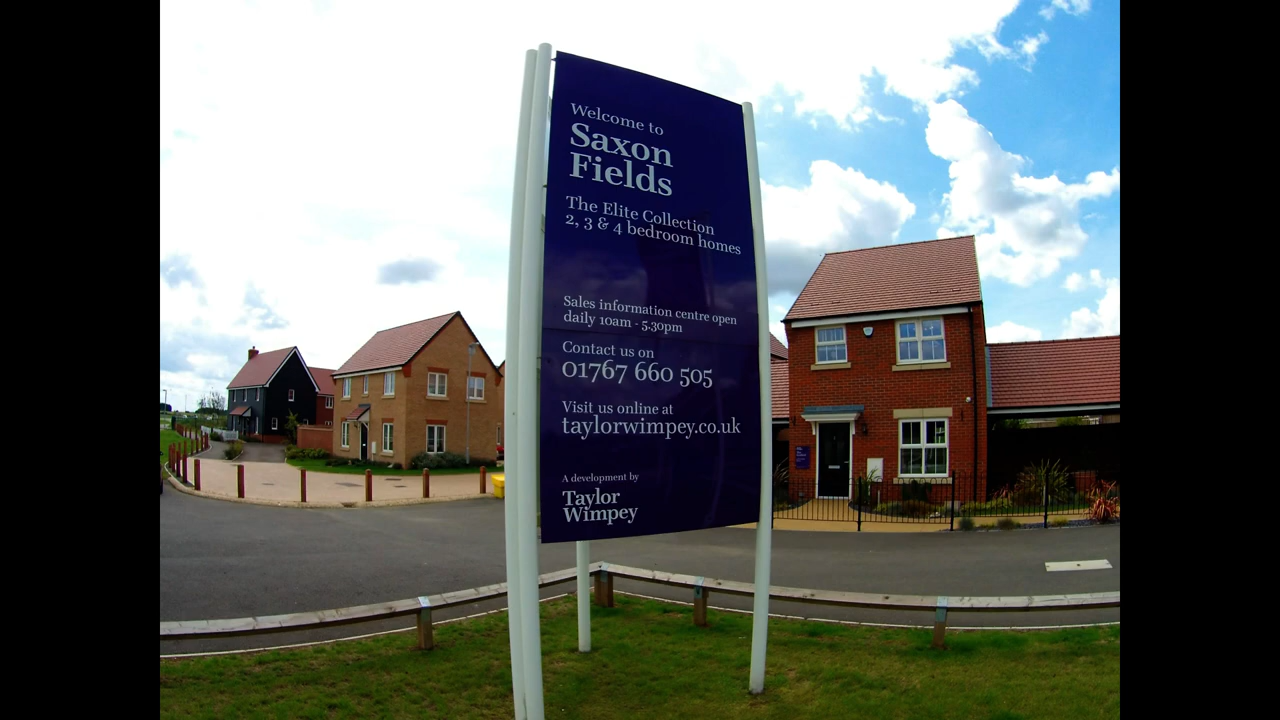 Welcome to
Saxon
Fields
The Elite Collection
2, 3 & 4 bedroom homes
Sales information centre open
daily 10am - 5.30pm
Contact us on
01767 660 505
Visit us online at
taylorwimpey.co.uk
A development by
Taylor
Wimpey